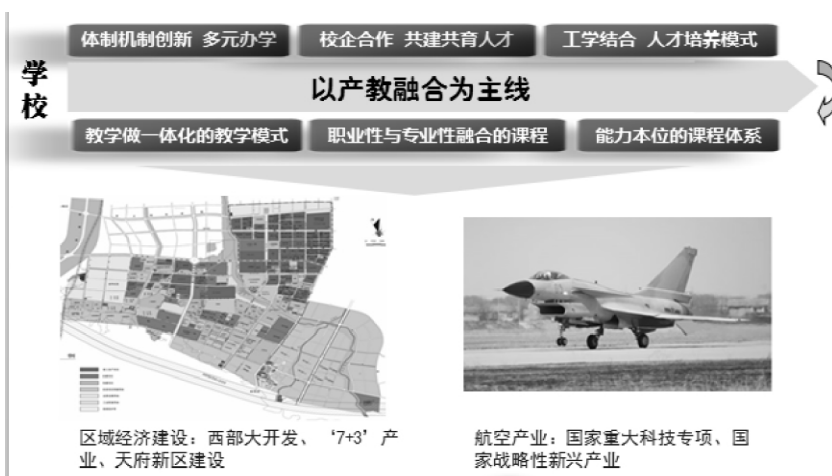 体制机制创新 多元办学
校企合作 共建共育人才
工学结合 人才培养模式
学校
以产教融合为主线
教学做一体化的教学模式
职业性与专业性融合的课程
能力本位的课程体系
区域经济建设：西部大开发、‘7+3’产
业、天府新区建设
航空产业：国家重大科技专项、国
家战略性新兴产业